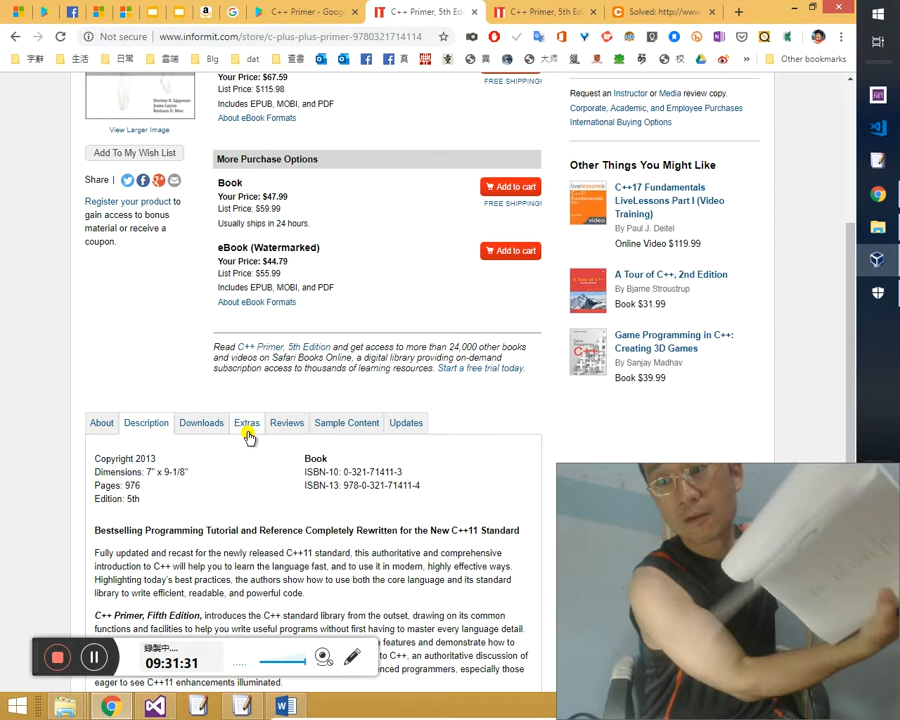 C++ Primer - Goog
C++ Primer, 5th Edi
C++ Primer, 5th Ed
Solved: http://www
Not secure
www.informit.com/store/c-plus-plus-primer-9780321714114
字辭
生活
日常
雲端
Blg
dat
查圖
大師
校
Other bookmarks
Stanley B. Lippman
Josée Lajoie
Barbara E. Moo
View Larger Image
Add To My Wish List
Share |
Register your product to
gain access to bonus
material or receive a
coupon.
Your Price: $67.59
List Price: $115.98
Includes EPUB, MOBI, and PDF
About eBook Formats
FREE SHIPPING!
More Purchase Options
Book
Your Price: $47.99
List Price: $59.99
Usually ships in 24 hours.
Add to cart
FREE SHIPPING!
eBook (Watermarked)
Your Price: $44.79
List Price: $55.99
Includes EPUB, MOBI, and PDF
About eBook Formats
Add to cart
Read C++ Primer, 5th Edition and get access to more than 24,000 other books
and videos on Safari Books Online, a digital library providing on-demand
subscription access to thousands of learning resources. Start a free trial today.
Request an Instructor or Media review copy.
Corporate, Academic, and Employee Purchases
International Buying Options
Other Things You Might Like
C++17 Fundamentals
LiveLessons Part I (Video
Training)
By Paul J. Deitel
Online Video $119.99
A Tour of C++, 2nd Edition
By Bjarne Stroustrup
Book $31.99
Game Programming in C++:
Creating 3D Games
By Sanjay Madhav
Book $39.99
About
Description
Downloads
Extras
Reviews
Sample Content
Updates
Copyright 2013
Dimensions: 7" x 9-1/8"
Pages: 976
Edition: 5th
Book
ISBN-10: 0-321-71411-3
ISBN-13: 978-0-321-71411-4
Bestselling Programming Tutorial and Reference Completely Rewritten for the New C++11 Standard
Fully updated and recast for the newly released C++11 standard, this authoritative and comprehensive
introduction to C++ will help you to learn the language fast, and to use it in modern, highly effective ways.
Highlighting today's best practices, the authors show how to use both the core language and its standard
library to write efficient, readable, and powerful code.
C++ Primer, Fifth Edition, introduces the C++ standard library from the outset, drawing on its common
functions and facilities to help you write useful programs without first having to master every language detail.
features and demonstrate how to
to C++, an authoritative discussion of
enced programmers, especially those
eager to see C++11 enhancements illuminated.
錄製中....
09:31:31